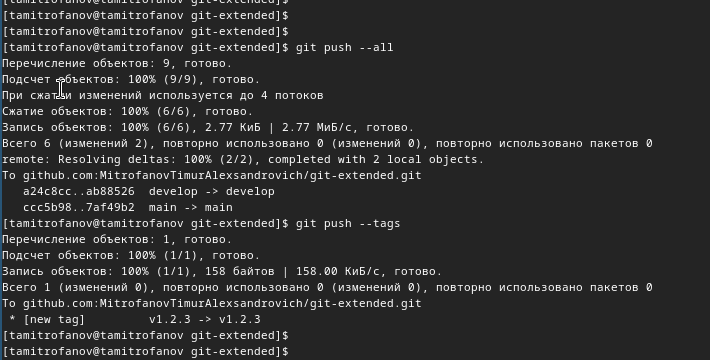 [tamitrofanov@tamitrofanov git-extended]$
[tamitrofanov@tamitrofanov git-extended]$
[tamitrofanov@tamitrofanov git-extended]$
[tamitrofanov@tamitrofanov git-extended]$ git push --all
Перечисление объектов: 9, готово.
Подсчет объектов: 100% (9/9), готово.
При сжатии изменений используется до 4 потоков
Сжатие объектов: 100% (6/6), готово.
Запись объектов: 100% (6/6), 2.77 КиБ | 2.77 МиБ/с, готово.
Всего 6 (изменений 2), повторно использовано 0 (изменений 0), повторно использовано пакетов 0
remote: Resolving deltas: 100% (2/2), completed with 2 local objects.
To github.com:MitrofanovTimurAlexsandrovich/git-extended.git
   a24c8cc..ab88526  develop -> develop
   ccc5b98..7af49b2  main -> main
[tamitrofanov@tamitrofanov git-extended]$ git push --tags
Перечисление объектов: 1, готово.
Подсчет объектов: 100% (1/1), готово.
Запись объектов: 100% (1/1), 158 байтов | 158.00 КиБ/с, готово.
Всего 1 (изменений 0), повторно использовано 0 (изменений 0), повторно использовано пакетов 0
To github.com:MitrofanovTimurAlexsandrovich/git-extended.git
 * [new tag]         v1.2.3 -> v1.2.3
[tamitrofanov@tamitrofanov git-extended]$
[tamitrofanov@tamitrofanov git-extended]$